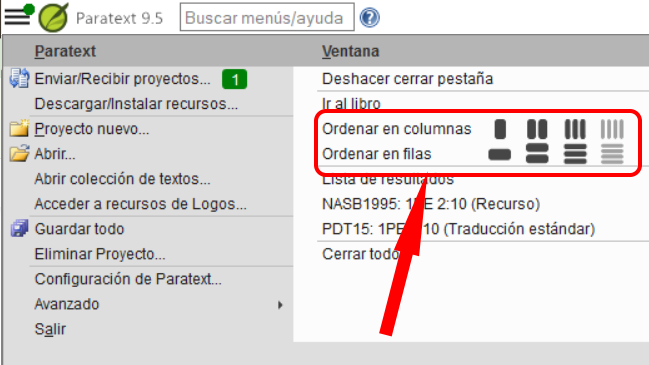 Paratext 9.5 Buscar menús/ayuda ?
Paratext
Enviar/Recibir proyectos... 1
Descargar/Instalar recursos...
Proyecto nuevo...
Abrir...
Abrir colección de textos...
Acceder a recursos de Logos...
Guardar todo
Eliminar Proyecto...
Configuración de Paratext...
Avanzado
Salir
Ventana
Deshacer cerrar pestaña
Ir al libro
Ordenar en columnas
Ordenar en filas
Lista de resultados
NASB1995: 1PE 2:10 (Recurso)
PDT15: 1PE :10 (Traducción estándar)
Cerrar todo